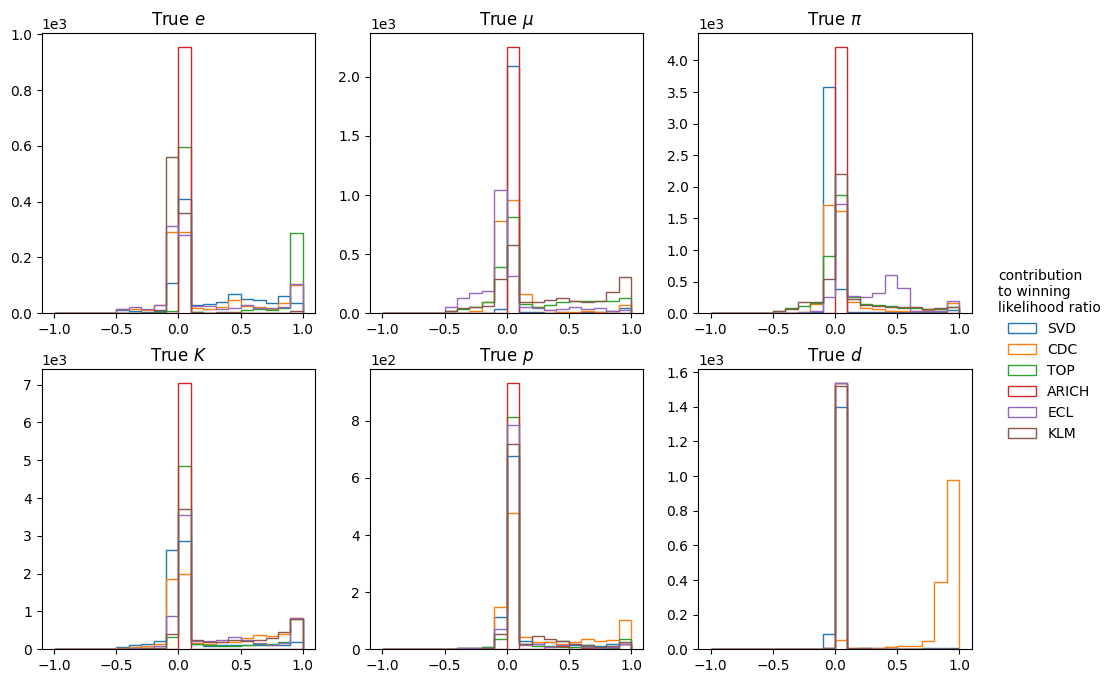 True e
True μ
True π
1e3
1e3
1e3
1.0
0.8
0.6
0.4
0.2
0.0
2.0
1.5
1.0
0.5
0.0
4.0
3.5
3.0
2.5
2.0
1.5
1.0
0.5
0.0
−1.0 −0.5 0.0 0.5 1.0
−1.0 −0.5 0.0 0.5 1.0
−1.0 −0.5 0.0 0.5 1.0
True K
True p
True d
1e3
1e2
1e3
7
6
5
4
3
2
1
0
8
6
4
2
0
1.6
1.4
1.2
1.0
0.8
0.6
0.4
0.2
0.0
−1.0 −0.5 0.0 0.5 1.0
−1.0 −0.5 0.0 0.5 1.0
−1.0 −0.5 0.0 0.5 1.0
contribution
to winning
likelihood ratio
SVD
CDC
TOP
ARICH
ECL
KLM